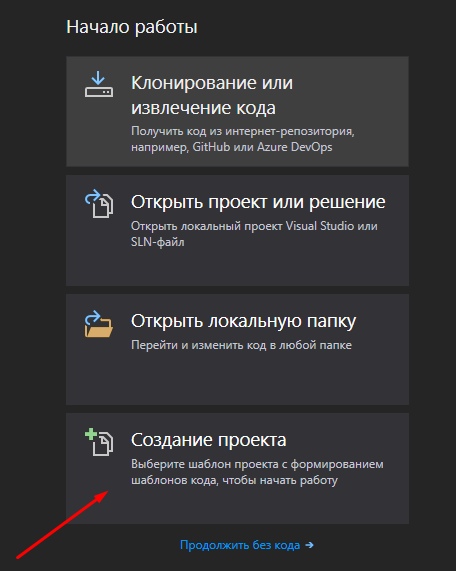 Начало работы
Клонирование или
извлечение кода
Получить код из интернет-репозитория,
например, GitHub или Azure DevOps
Открыть проект или решение
Открыть локальный проект Visual Studio или
SLN-файл
Открыть локальную папку
Перейти и изменить код в любой папке
Создание проекта
Выберите шаблон проекта с формированием
шаблонов кода, чтобы начать работу
Продолжить без кода →